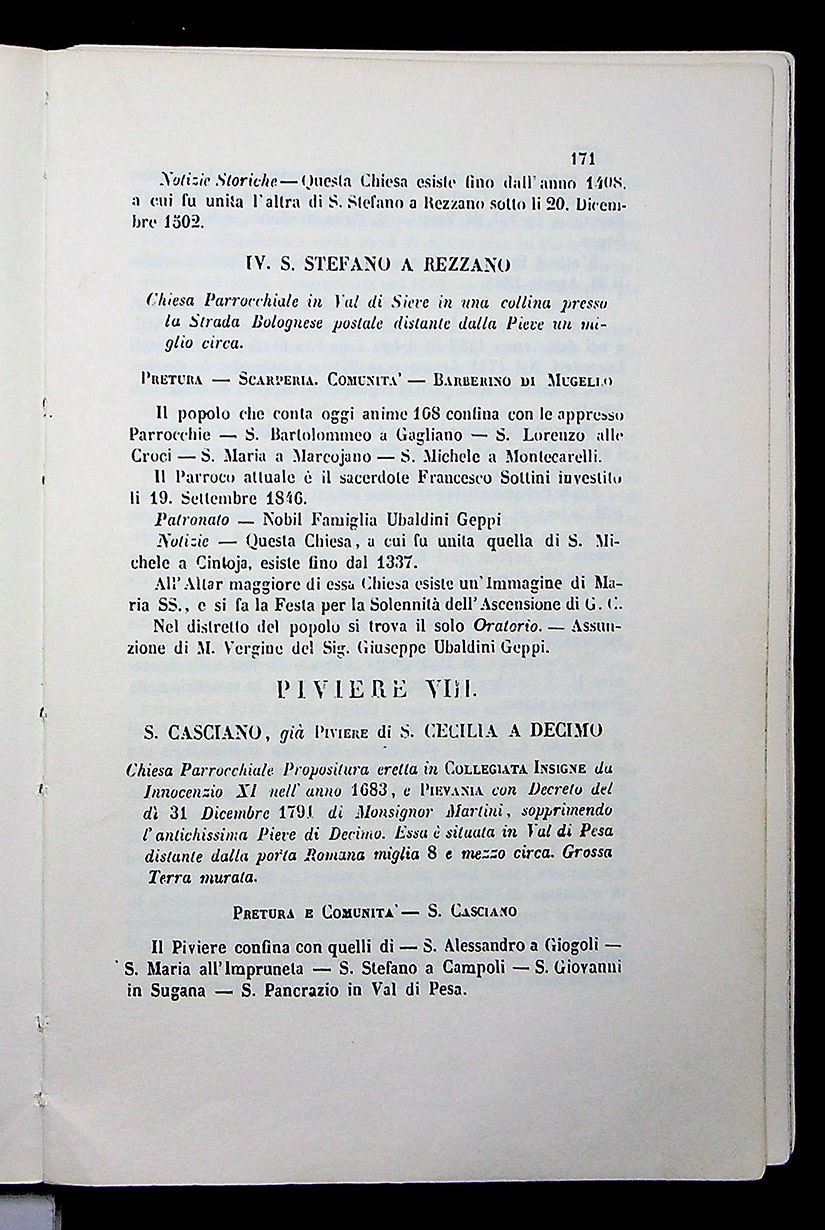 171
Notizie Storiche — Questa Chiesa esiste fino dall'anno 1408.
a cui fu unita l'altra di S. Stefano a Rezzano sotto li 20. Dicem-
bre 1502.
IV. S. STEFANO A REZZANO
Chiesa Parrocchiale in Val di Sieve in una collina presso
la Strada Bolognese postale distante dalla Pieve un mi-
glio circa.
PRETURA — SCARPERIA. COMUNITA' — BARBERINO DI MUGELLO
Il popolo che conta oggi anime 168 confina con le appresso
Parrocchie — S. Bartolommeo a Gagliano — S. Lorenzo alle
Croci — S. Maria a Marcojano — S. Michele a Montecarelli.
Il Parroco attuale è il sacerdote Francesco Sottini investito
li 19. Settembre 1846.
Patronato — Nobil Famiglia Ubaldini Geppi
Notizie — Questa Chiesa, a cui fu unita quella di S. Mi-
chele a Cintoja, esiste fino dal 1337.
All'Altar maggiore di essa Chiesa esiste un'Immagine di Ma-
ria SS., e si fa la Festa per la Solennità dell'Ascensione di G. C.
Nel distretto del popolo si trova il solo Oratorio. — Assun-
zione di M. Vergine del Sig. Giuseppe Ubaldini Geppi.
PIVIERE VIII.
S. CASCIANO, già PIVIERE di S. CECILIA A DECIMO
Chiesa Parrocchiale Propositura eretta in COLLEGIATA INSIGNE da
Innocenzio XI nell'anno 1683, e PIEVANIA con Decreto del
dì 31 Dicembre 1791 di Monsignor Martini, sopprimendo
l'antichissima Pieve di Decimo. Essa è situata in Val di Pesa
distante dalla porta Romana miglia 8 e mezzo circa. Grossa
Terra murata.
PRETURA E COMUNITA' — S. CASCIANO
Il Piviere confina con quelli di — S. Alessandro a Giogoli —
S. Maria all'Impruneta — S. Stefano a Campoli — S. Giovanni
in Sugana — S. Pancrazio in Val di Pesa.